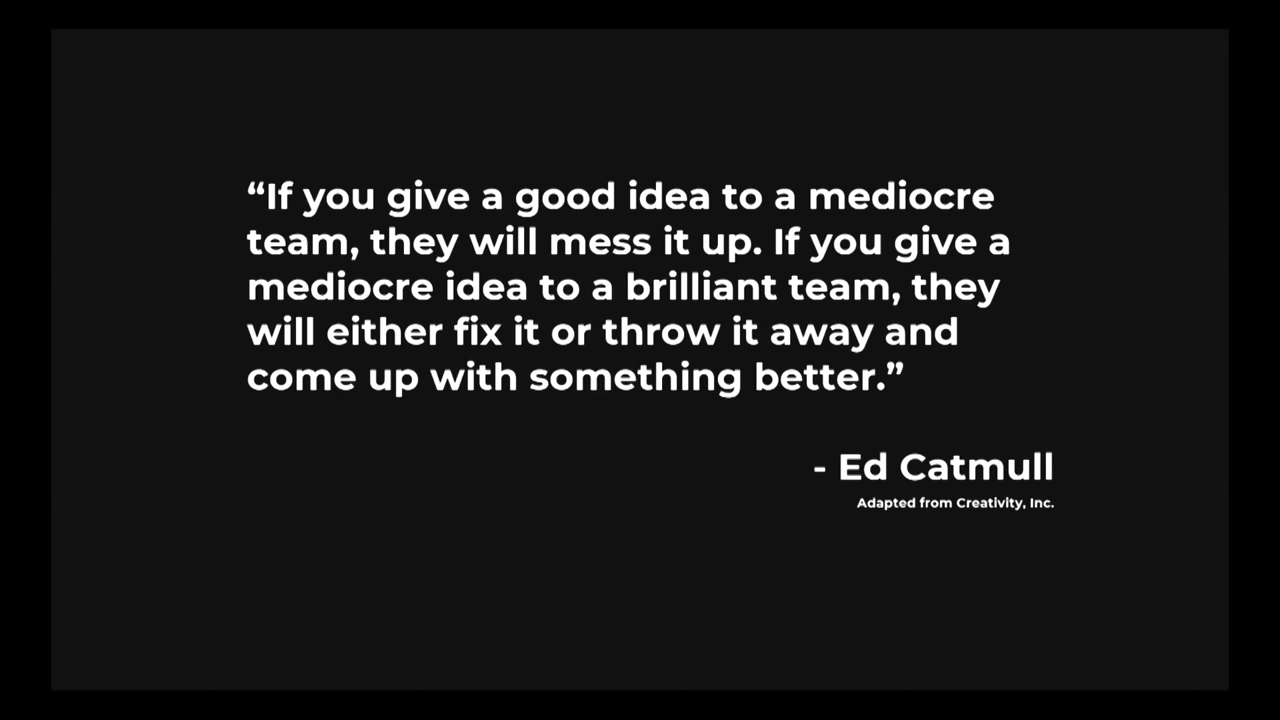 “If you give a good idea to a mediocre
team, they will mess it up. If you give a
mediocre idea to a brilliant team, they
will either fix it or throw it away and
come up with something better.”
- Ed Catmull
Adapted from Creativity, Inc.